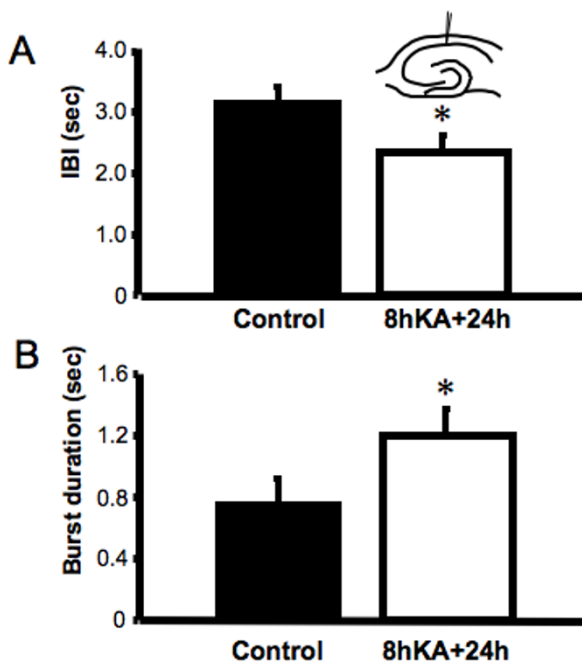 A
IBI (sec)
4.0
3.0
2.0
1.0
0
*
Control 8hKA+24h
B
Burst duration (sec)
1.6
1.2
0.8
0.4
0
*
Control 8hKA+24h